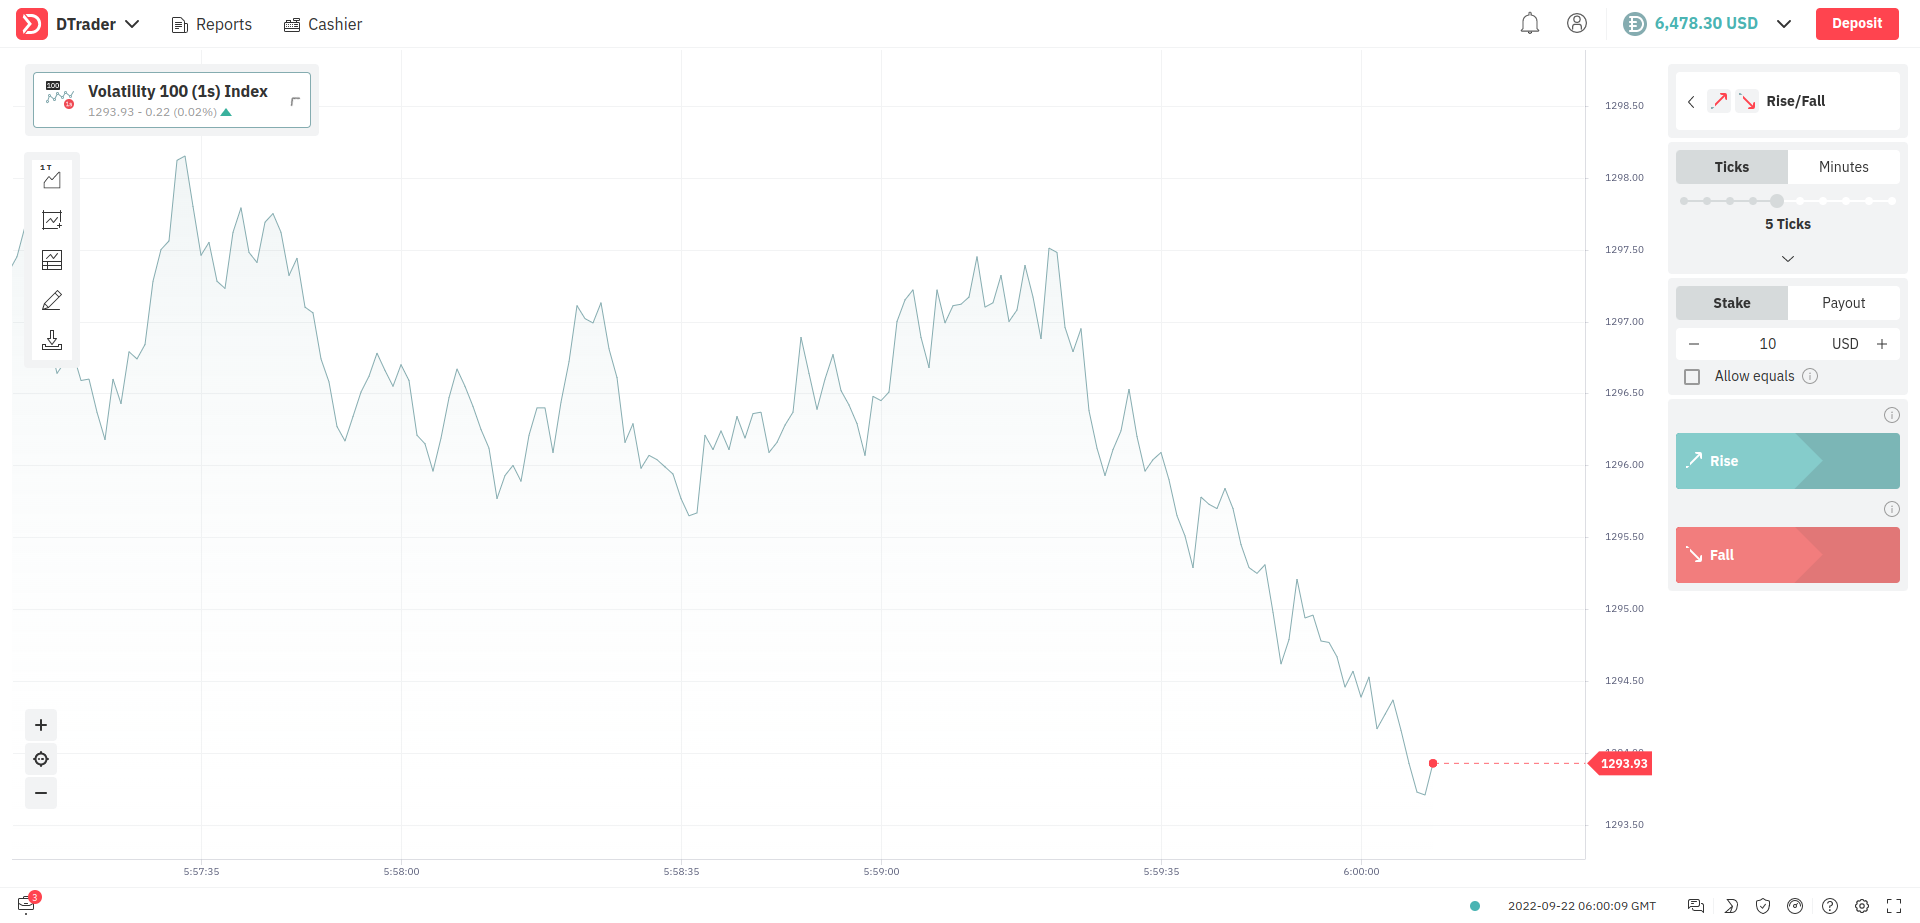 DTrader
Reports
Cashier
6,478.30 USD
Deposit
100
1s
Volatility 100 (1s) Index
1293.93 - 0.22 (0.02%)
1 T
1298.50
1298.00
1297.50
1297.00
1296.50
1296.00
1295.50
1295.00
1294.50
1293.93
1293.50
Rise/Fall
Ticks
Minutes
5 Ticks
Stake
Payout
10
USD
Allow equals
Rise
Fall
5:57:35
5:58:00
5:58:35
5:59:00
5:59:35
6:00:00
3
2022-09-22 06:00:09 GMT